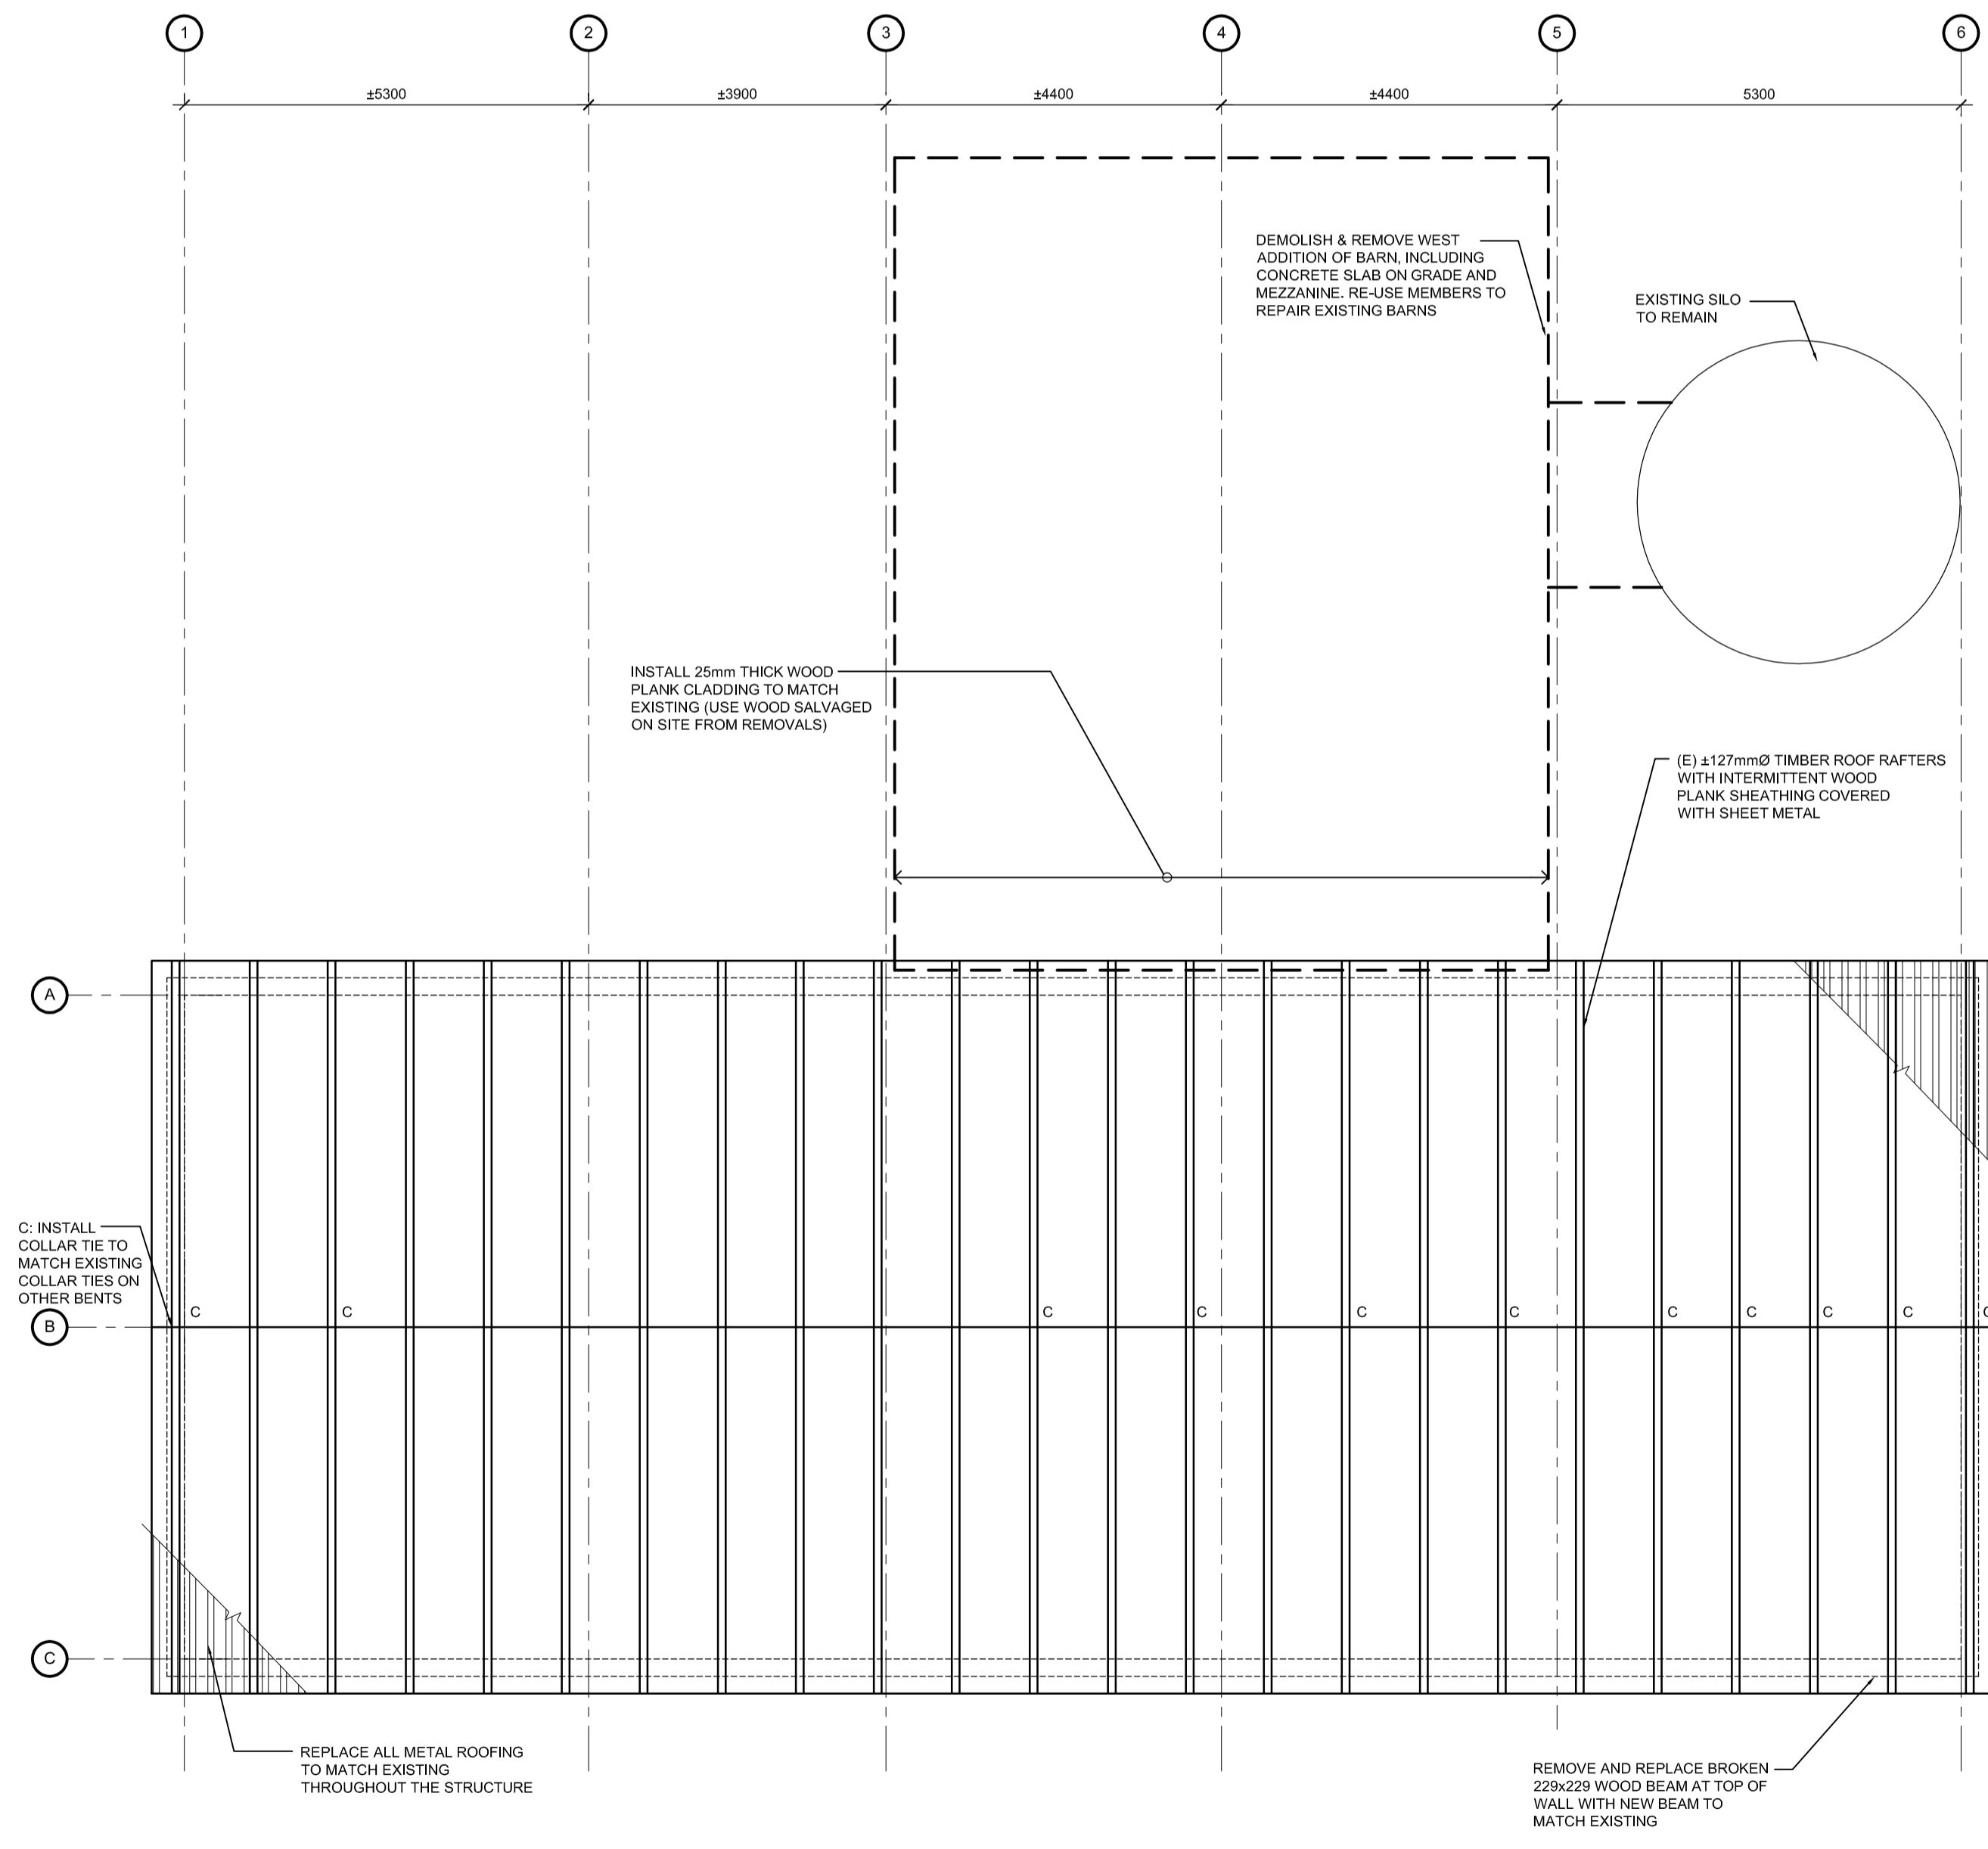 1 2 3 4 5 6
±5300 ±3900 ±4400 ±4400 5300
DEMOLISH & REMOVE WEST
ADDITION OF BARN, INCLUDING
CONCRETE SLAB ON GRADE AND
MEZZANINE. RE-USE MEMBERS TO
REPAIR EXISTING BARNS
EXISTING SILO
TO REMAIN
INSTALL 25mm THICK WOOD
PLANK CLADDING TO MATCH
EXISTING (USE WOOD SALVAGED
ON SITE FROM REMOVALS)
(E) ±127mmØ TIMBER ROOF RAFTERS
WITH INTERMITTENT WOOD
PLANK SHEATHING COVERED
WITH SHEET METAL
A
C: INSTALL
COLLAR TIE TO
MATCH EXISTING
COLLAR TIES ON
OTHER BENTS
C C C C C C C C C C
B
C
REPLACE ALL METAL ROOFING
TO MATCH EXISTING
THROUGHOUT THE STRUCTURE
REMOVE AND REPLACE BROKEN
229x229 WOOD BEAM AT TOP OF
WALL WITH NEW BEAM TO
MATCH EXISTING